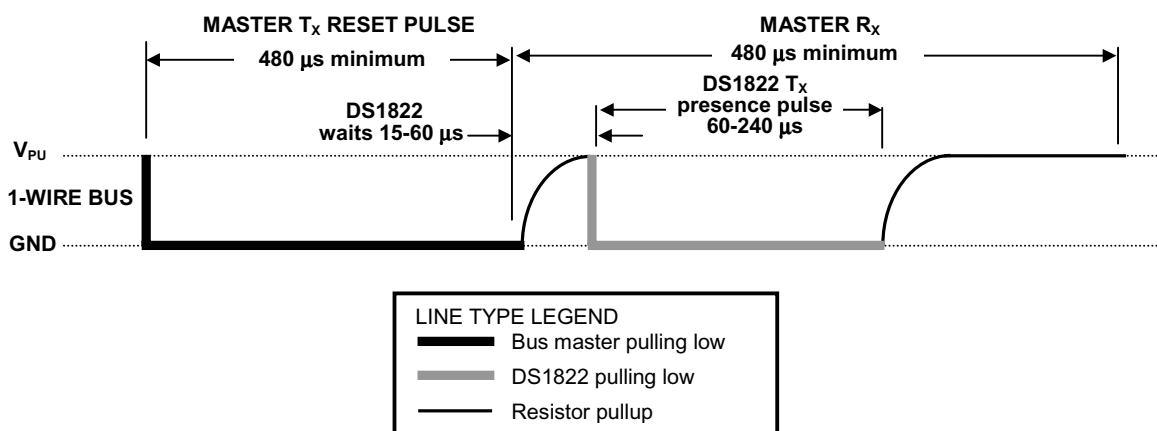 MASTER TX RESET PULSE
480 µs minimum
MASTER RX
480 µs minimum
DS1822
waits 15-60 µs
DS1822 TX
presence pulse
60-240 µs
VPU
1-WIRE BUS
GND
LINE TYPE LEGEND
Bus master pulling low
DS1822 pulling low
Resistor pullup